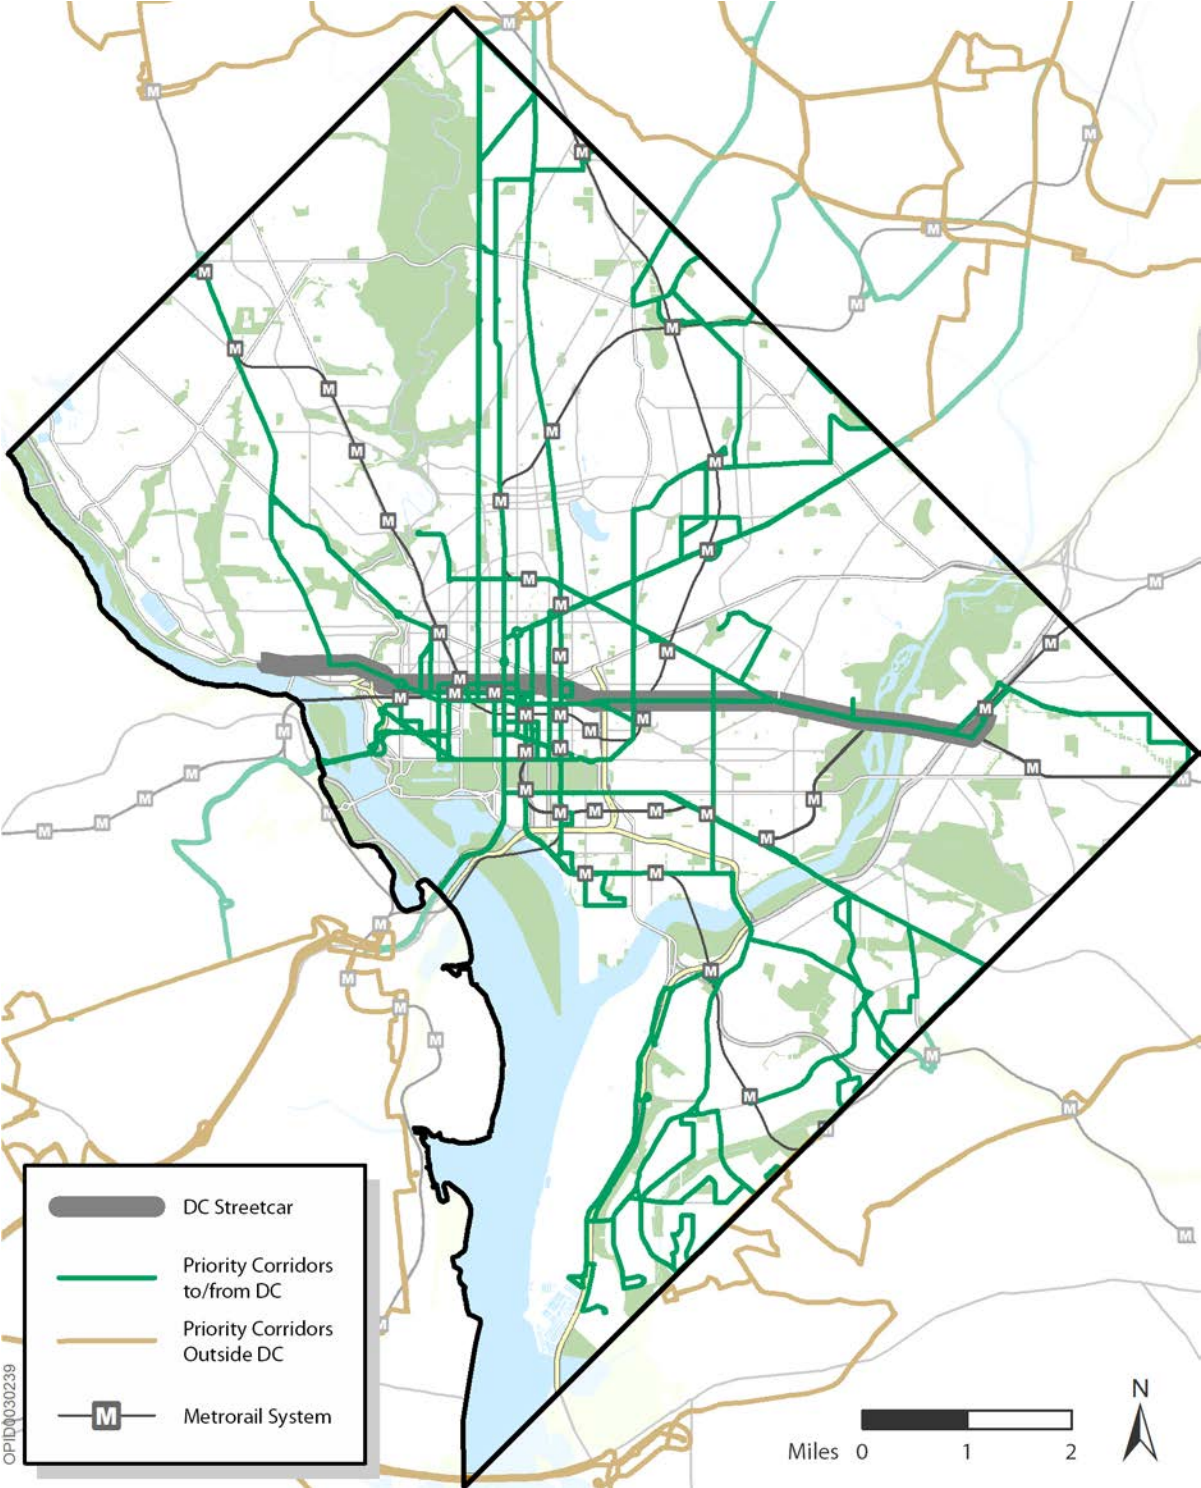 DC Streetcar
Priority Corridors
to/from DC
Priority Corridors
Outside DC
M
Metrorail System
OPID0030239
N
Miles 0 1 2